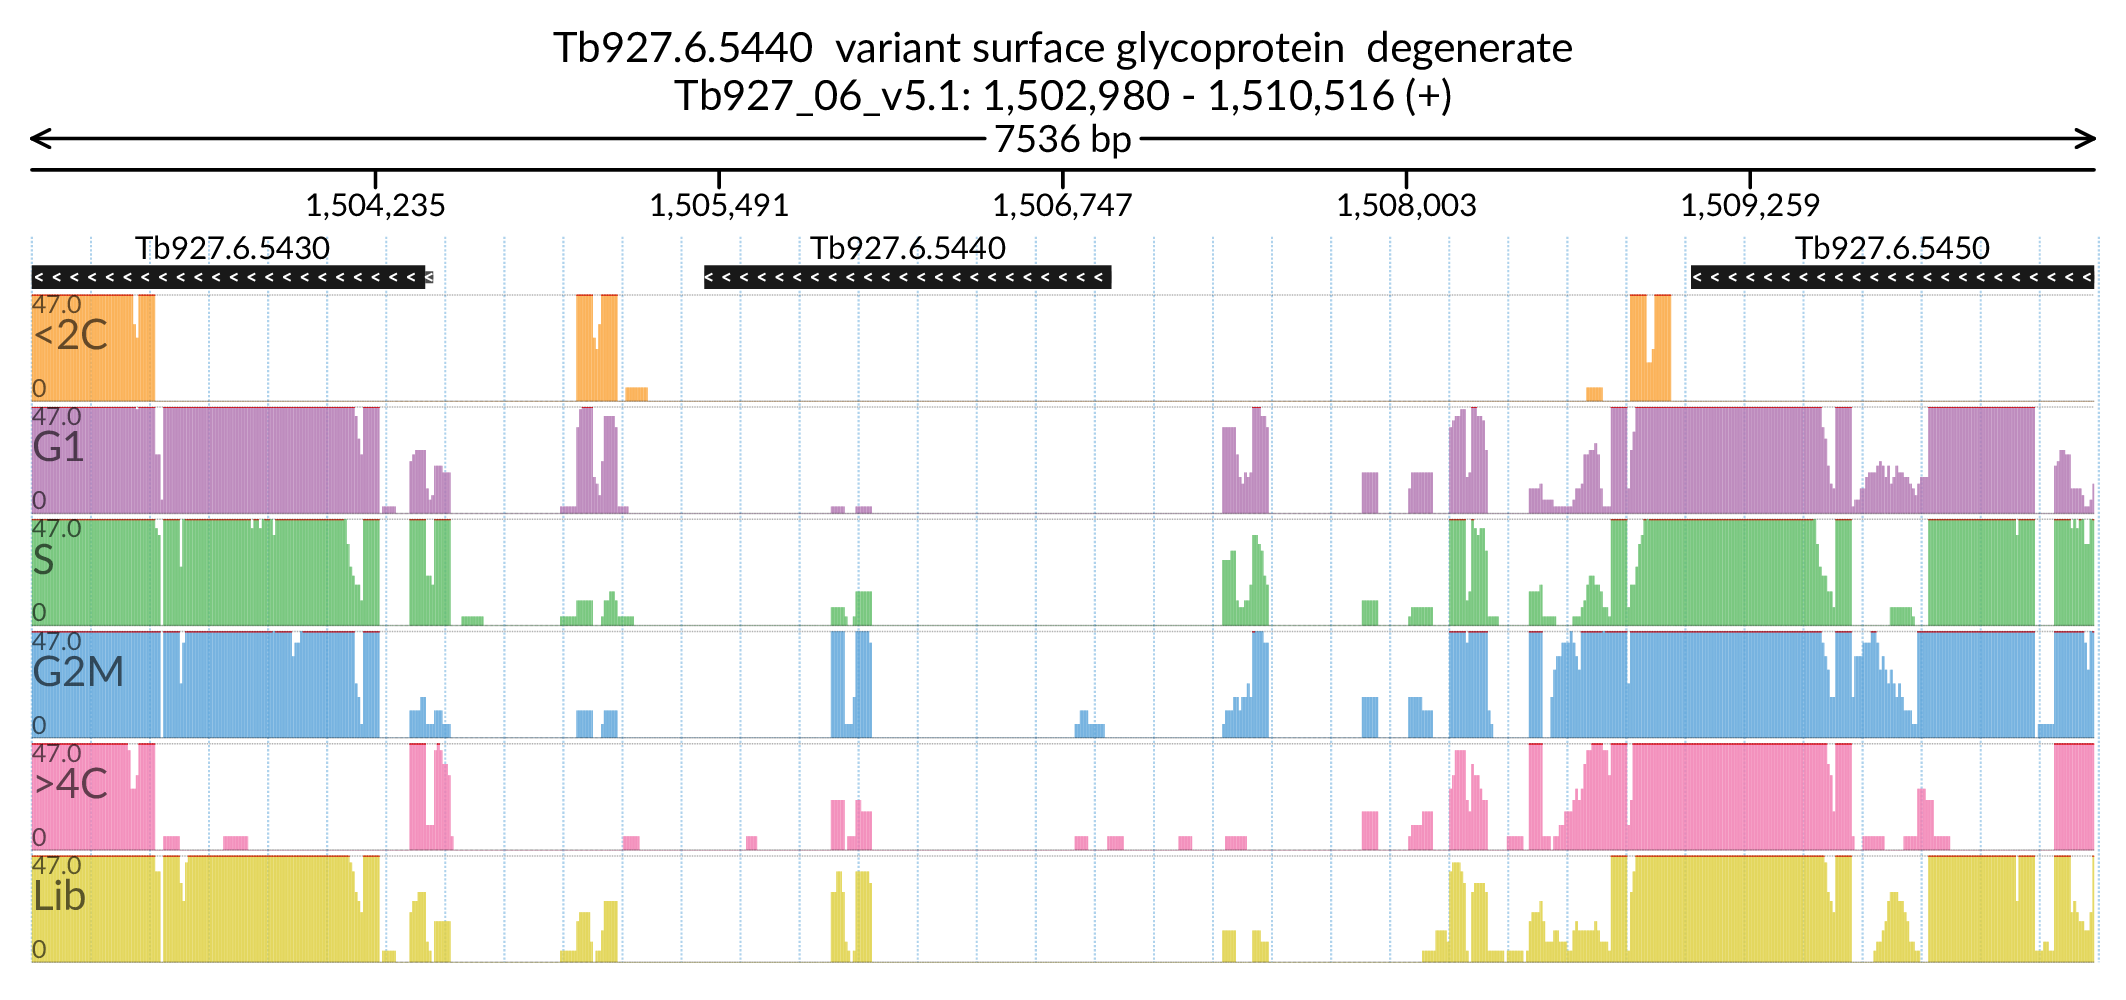 Tb927.6.5440 variant surface glycoprotein degenerate
Tb927_06_v5.1: 1,502,980 - 1,510,516 (+)
7536 bp
1,504,235 1,505,491 1,506,747 1,508,003 1,509,259
Tb927.6.5430 Tb927.6.5440 Tb927.6.5450
47.0
<2C
0
47.0
G1
0
47.0
S
0
47.0
G2M
0
47.0
>4C
0
47.0
Lib
0